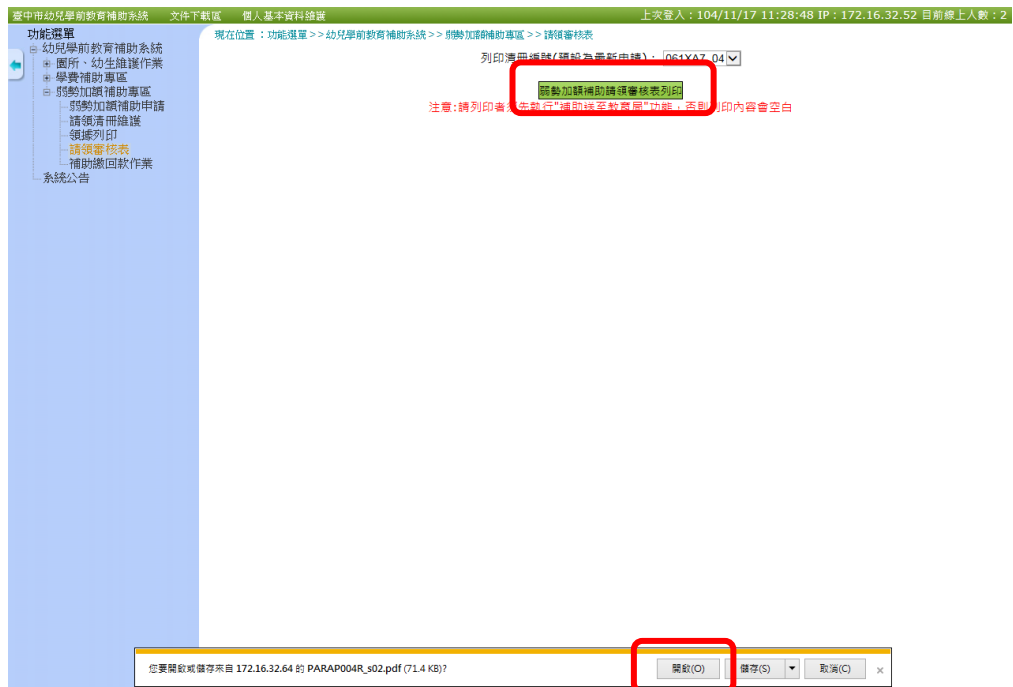 臺中市幼兒學前教育補助系統 文件下載區 個人基本資料維護 上次登入：104/11/17 11:28:48 IP：172.16.32.52 目前線上人數：2
功能選單
幼兒學前教育補助系統
園所、幼生維護作業
學費補助專區
弱勢加額補助專區
弱勢加額補助申請
請領清冊維護
領據列印
請領審核表
補助繳回款作業
系統公告
現在位置：功能選單>>幼兒學前教育補助系統>>弱勢加額補助專區>>請領審核表
列印清冊編號(預設為最新申請)： 061XA7_04
弱勢加額補助請領審核表列印
注意:請列印者須先執行"補助送至教育局"功能，否則列印內容會空白
您要開啟或儲存來自 172.16.32.64 的 PARAP004R_s02.pdf (71.4 KB)?
開啟(O) 儲存(S) 取消(C) ×